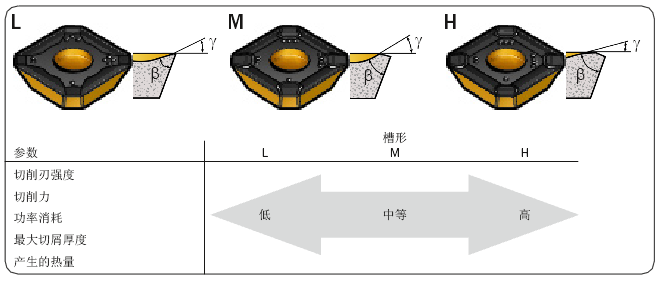 L M H
γ γ γ
β β β
槽形
参数 L M H
切削刃强度
切削力
功率消耗
最大切屑厚度
产生的热量
低 中等 高